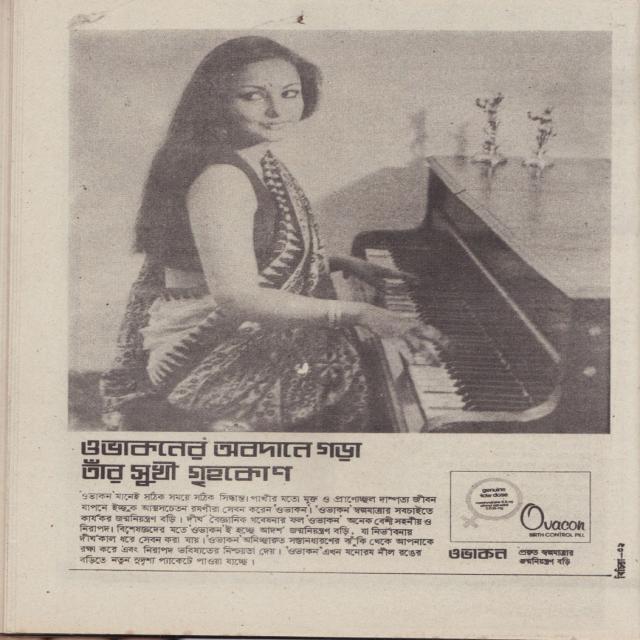 ওভাকনের অবদানে গড়া
তাঁর সুখী গৃহকোণ
'ওভাকন' মানেই সঠিক সময়ে সঠিক সিদ্ধান্ত। পাখীর মতো মুক্ত ও প্রাণোচ্ছল দাম্পত্য জীবন
যাপনে ইচ্ছুক আত্মসচেতন রমণীরা সেবন করেন 'ওভাকন'। 'ওভাকন' স্বল্পমাত্রার সবচাইতে
কার্যকর জন্মনিয়ন্ত্রণ বড়ি। দীর্ঘ বৈজ্ঞানিক গবেষণার ফল 'ওভাকন' অনেক বেশী সহনীয় ও
নিরাপদ। বিশেষজ্ঞদের মতে 'ওভাকন'ই হচ্ছে আদর্শ জন্মনিয়ন্ত্রণ বড়ি, যা নির্ভাবনায়
দীর্ঘকাল ধরে সেবন করা যায়। 'ওভাকন' অনিচ্ছাকৃত সন্তানধারণের ঝুঁকি থেকে আপনাকে
রক্ষা করে এবং নিরাপদ ভবিষ্যতের নিশ্চয়তা দেয়। 'ওভাকন' এখন মনোরম নীল রঙের
বড়িতে নতুন সুদৃশ্য প্যাকেটে পাওয়া যাচ্ছে।
genuine
low dose
Ovacon
BIRTH CONTROL PILL
ওভাকন
প্রকৃত স্বল্পমাত্রার
জন্মনিয়ন্ত্রণ বড়ি